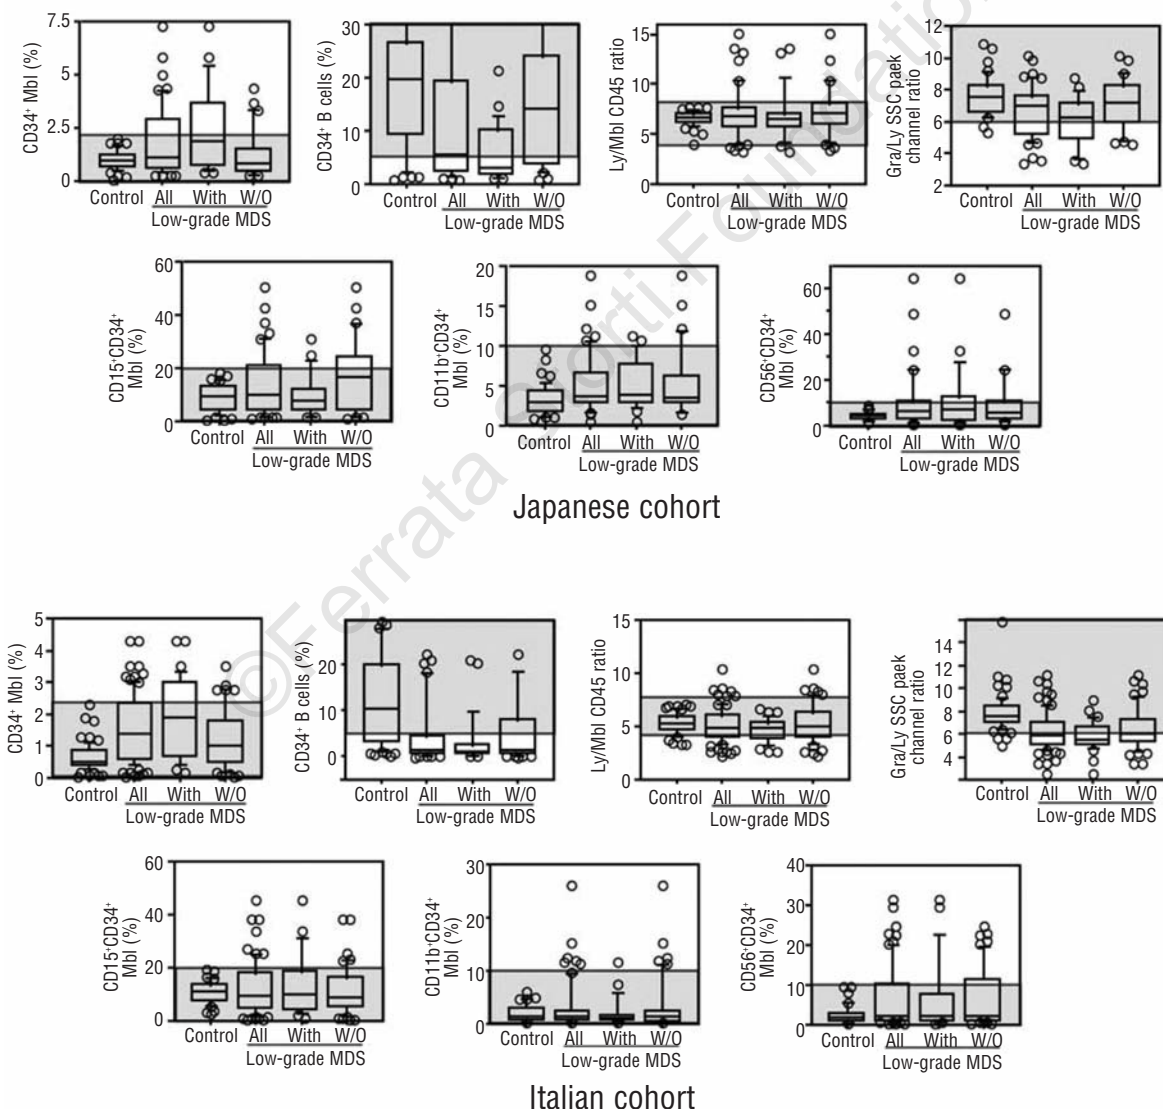 CD34⁺ Mbl (%)
7.5
5
2.5
0
Control All With W/O
Low-grade MDS
CD34⁺ B cells (%)
30
20
10
0
Control All With W/O
Low-grade MDS
Ly/Mbl CD45 ratio
15
10
5
0
Control All With W/O
Low-grade MDS
Gra/Ly SSC paek
channel ratio
12
10
8
6
4
2
Control All With W/O
Low-grade MDS
CD15⁺CD34⁺
Mbl (%)
60
40
20
0
Control All With W/O
Low-grade MDS
CD11b⁺CD34⁺
Mbl (%)
20
15
10
5
0
Control All With W/O
Low-grade MDS
CD56⁺CD34⁺
Mbl (%)
60
40
20
10
0
Control All With W/O
Low-grade MDS
Japanese cohort
©Ferrata Storti Foundation
CD34⁺ Mbl (%)
5
4
3
2
1
0
Control All With W/O
Low-grade MDS
CD34⁺ B cells (%)
20
10
0
Control All With W/O
Low-grade MDS
Ly/Mbl CD45 ratio
15
10
5
0
Control All With W/O
Low-grade MDS
Gra/Ly SSC paek
channel ratio
14
12
10
8
6
4
Control All With W/O
Low-grade MDS
CD15⁺CD34⁺
Mbl (%)
60
40
20
0
Control All With W/O
Low-grade MDS
CD11b⁺CD34⁺
Mbl (%)
30
20
10
0
Control All With W/O
Low-grade MDS
CD56⁺CD34⁺
Mbl (%)
40
30
20
10
0
Control All With W/O
Low-grade MDS
Italian cohort